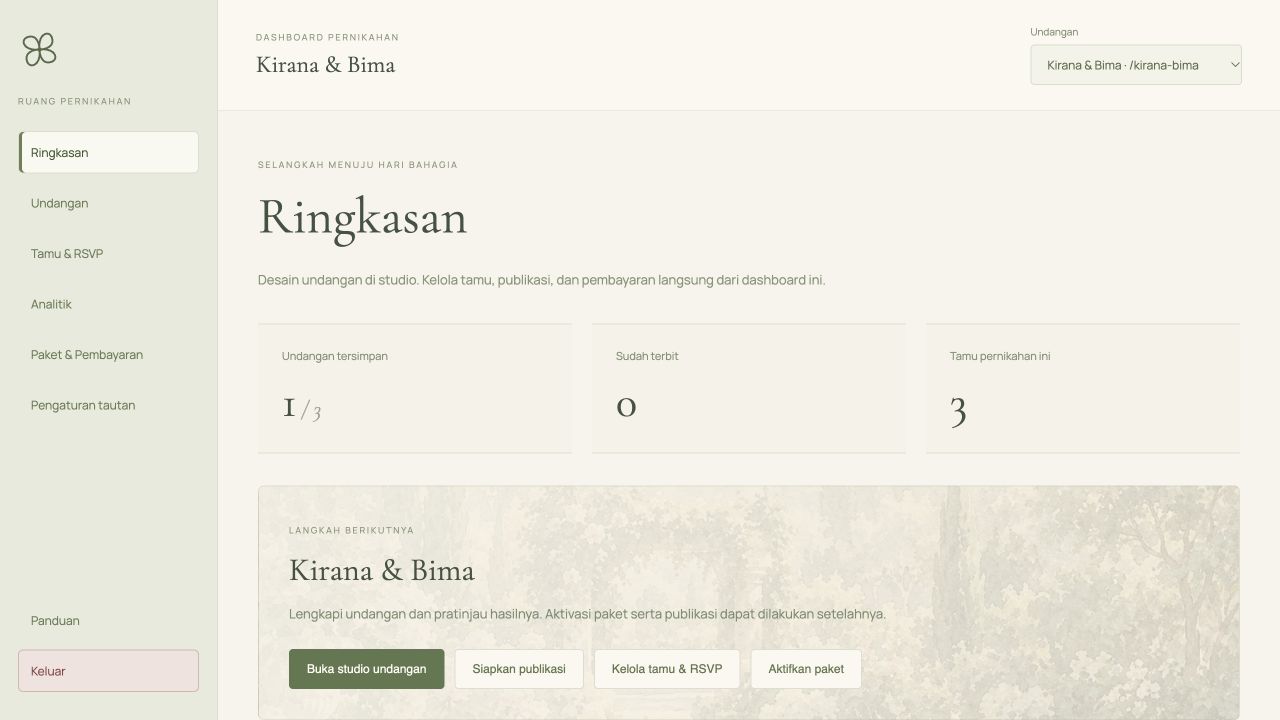 RUANG PERNIKAHAN
Ringkasan
Undangan
Tamu & RSVP
Analitik
Paket & Pembayaran
Pengaturan tautan
Panduan
Keluar
DASHBOARD PERNIKAHAN
Kirana & Bima
Undangan
Kirana & Bima · /kirana-bima
SELANGKAH MENUJU HARI BAHAGIA
Ringkasan
Desain undangan di studio. Kelola tamu, publikasi, dan pembayaran langsung dari dashboard ini.
Undangan tersimpan
1 / 3
Sudah terbit
0
Tamu pernikahan ini
3
LANGKAH BERIKUTNYA
Kirana & Bima
Lengkapi undangan dan pratinjau hasilnya. Aktivasi paket serta publikasi dapat dilakukan setelahnya.
Buka studio undangan
Siapkan publikasi
Kelola tamu & RSVP
Aktifkan paket